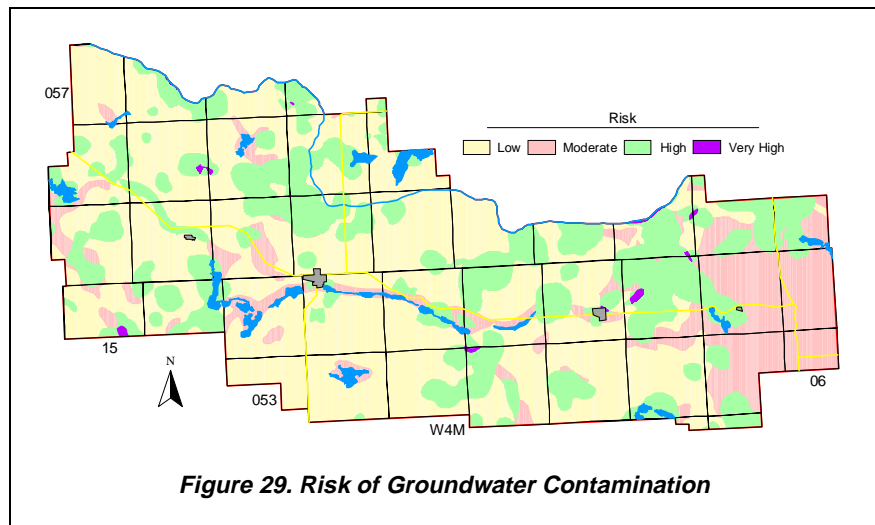 057
Risk
Low Moderate High Very High
15
N
053
06
W4M
Figure 29. Risk of Groundwater Contamination